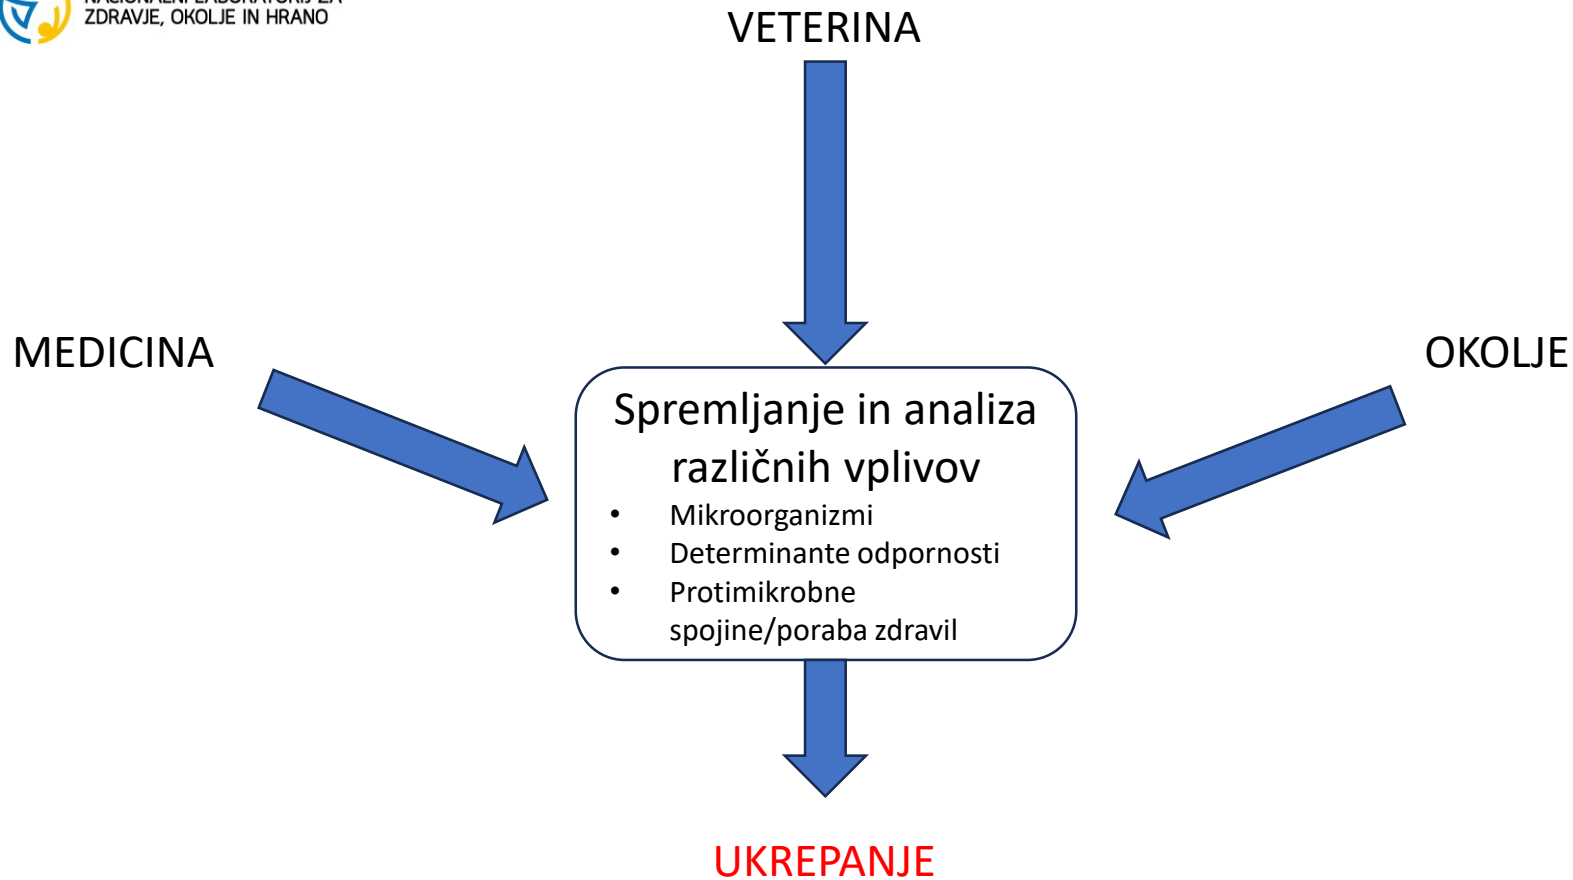 ZDRAVJE, OKOLJE IN HRANO
VETERINA
MEDICINA
OKOLJE
Spremljanje in analiza
različnih vplivov
• Mikroorganizmi
• Determinante odpornosti
• Protimikrobne
spojine/poraba zdravil
UKREPANJE